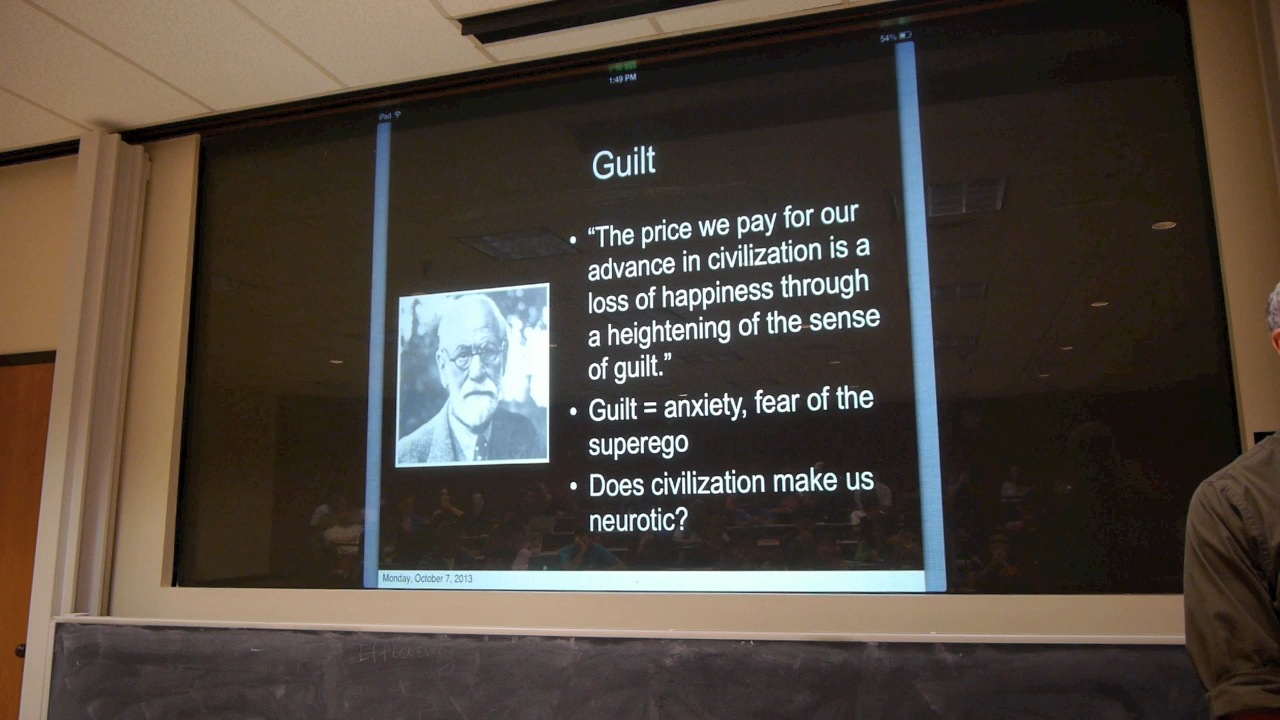 54%
1:49 PM
iPad
Guilt
• “The price we pay for our
advance in civilization is a
loss of happiness through
a heightening of the sense
of guilt.”
• Guilt = anxiety, fear of the
superego
• Does civilization make us
neurotic?
Monday, October 7, 2013
Efficiency